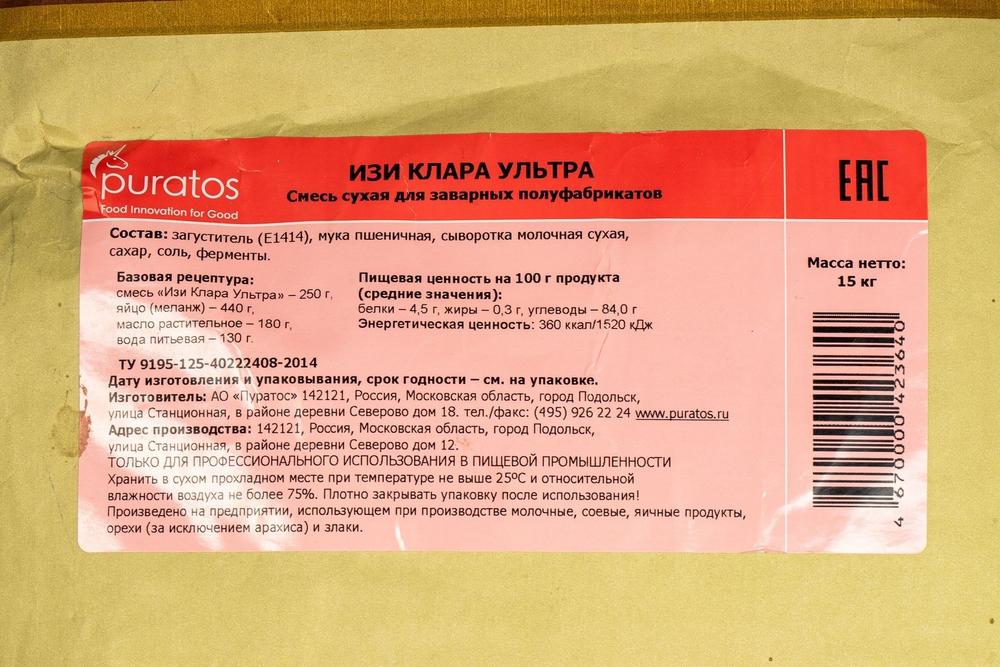 puratos
Food Innovation for Good
ИЗИ КЛАРА УЛЬТРА
Смесь сухая для заварных полуфабрикатов
EAC
Состав: загуститель (Е1414), мука пшеничная, сыворотка молочная сухая,
сахар, соль, ферменты.
Базовая рецептура:
смесь «Изи Клара Ультра» – 250 г,
яйцо (меланж) – 440 г,
масло растительное – 180 г,
вода питьевая – 130 г.
Пищевая ценность на 100 г продукта
(средние значения):
белки – 4,5 г, жиры – 0,3 г, углеводы – 84,0 г
Энергетическая ценность: 360 ккал/1520 кДж
ТУ 9195-125-40222408-2014
Дату изготовления и упаковывания, срок годности – см. на упаковке.
Изготовитель: АО «Пуратос» 142121, Россия, Московская область, город Подольск,
улица Станционная, в районе деревни Северово дом 18. тел./факс: (495) 926 22 24 www.puratos.ru
Адрес производства: 142121, Россия, Московская область, город Подольск,
улица Станционная, в районе деревни Северово дом 12.
ТОЛЬКО ДЛЯ ПРОФЕССИОНАЛЬНОГО ИСПОЛЬЗОВАНИЯ В ПИЩЕВОЙ ПРОМЫШЛЕННОСТИ
Хранить в сухом прохладном месте при температуре не выше 25ºС и относительной
влажности воздуха не более 75%. Плотно закрывать упаковку после использования!
Произведено на предприятии, использующем при производстве молочные, соевые, яичные продукты,
орехи (за исключением арахиса) и злаки.
Масса нетто:
15 кг
4 670000 423640